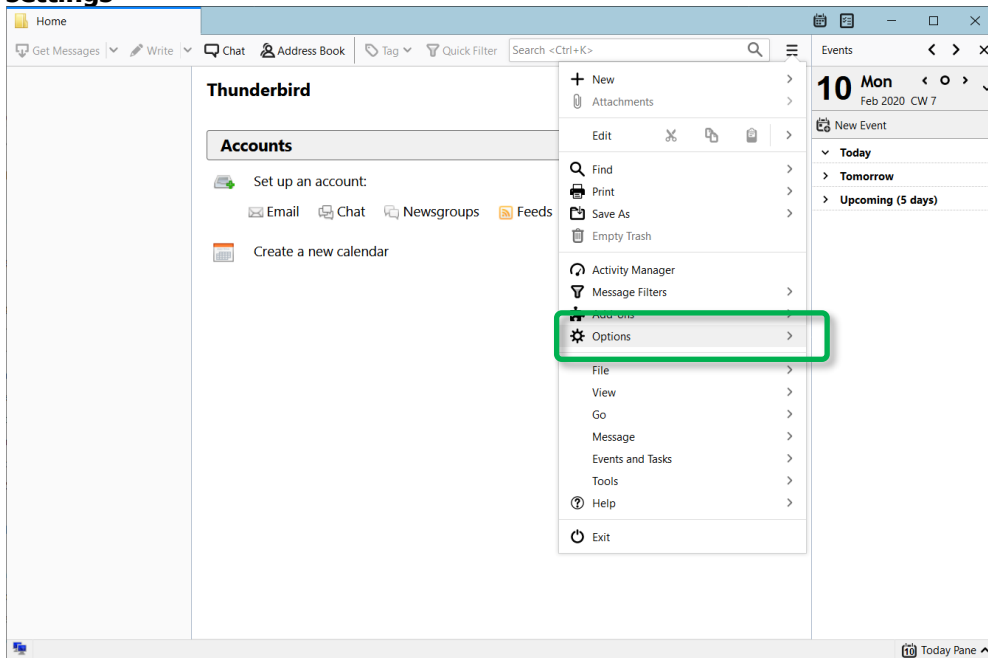 settings
Home
Get Messages Write Chat Address Book Tag Quick Filter Search <Ctrl+K> Events
Thunderbird
Accounts
Set up an account:
Email Chat Newsgroups Feeds
Create a new calendar
New
Attachments
Edit
Find
Print
Save As
Empty Trash
Activity Manager
Message Filters
Add-ons
Options
File
View
Go
Message
Events and Tasks
Tools
Help
Exit
10 Mon
Feb 2020 CW 7
New Event
Today
Tomorrow
Upcoming (5 days)
10 Today Pane